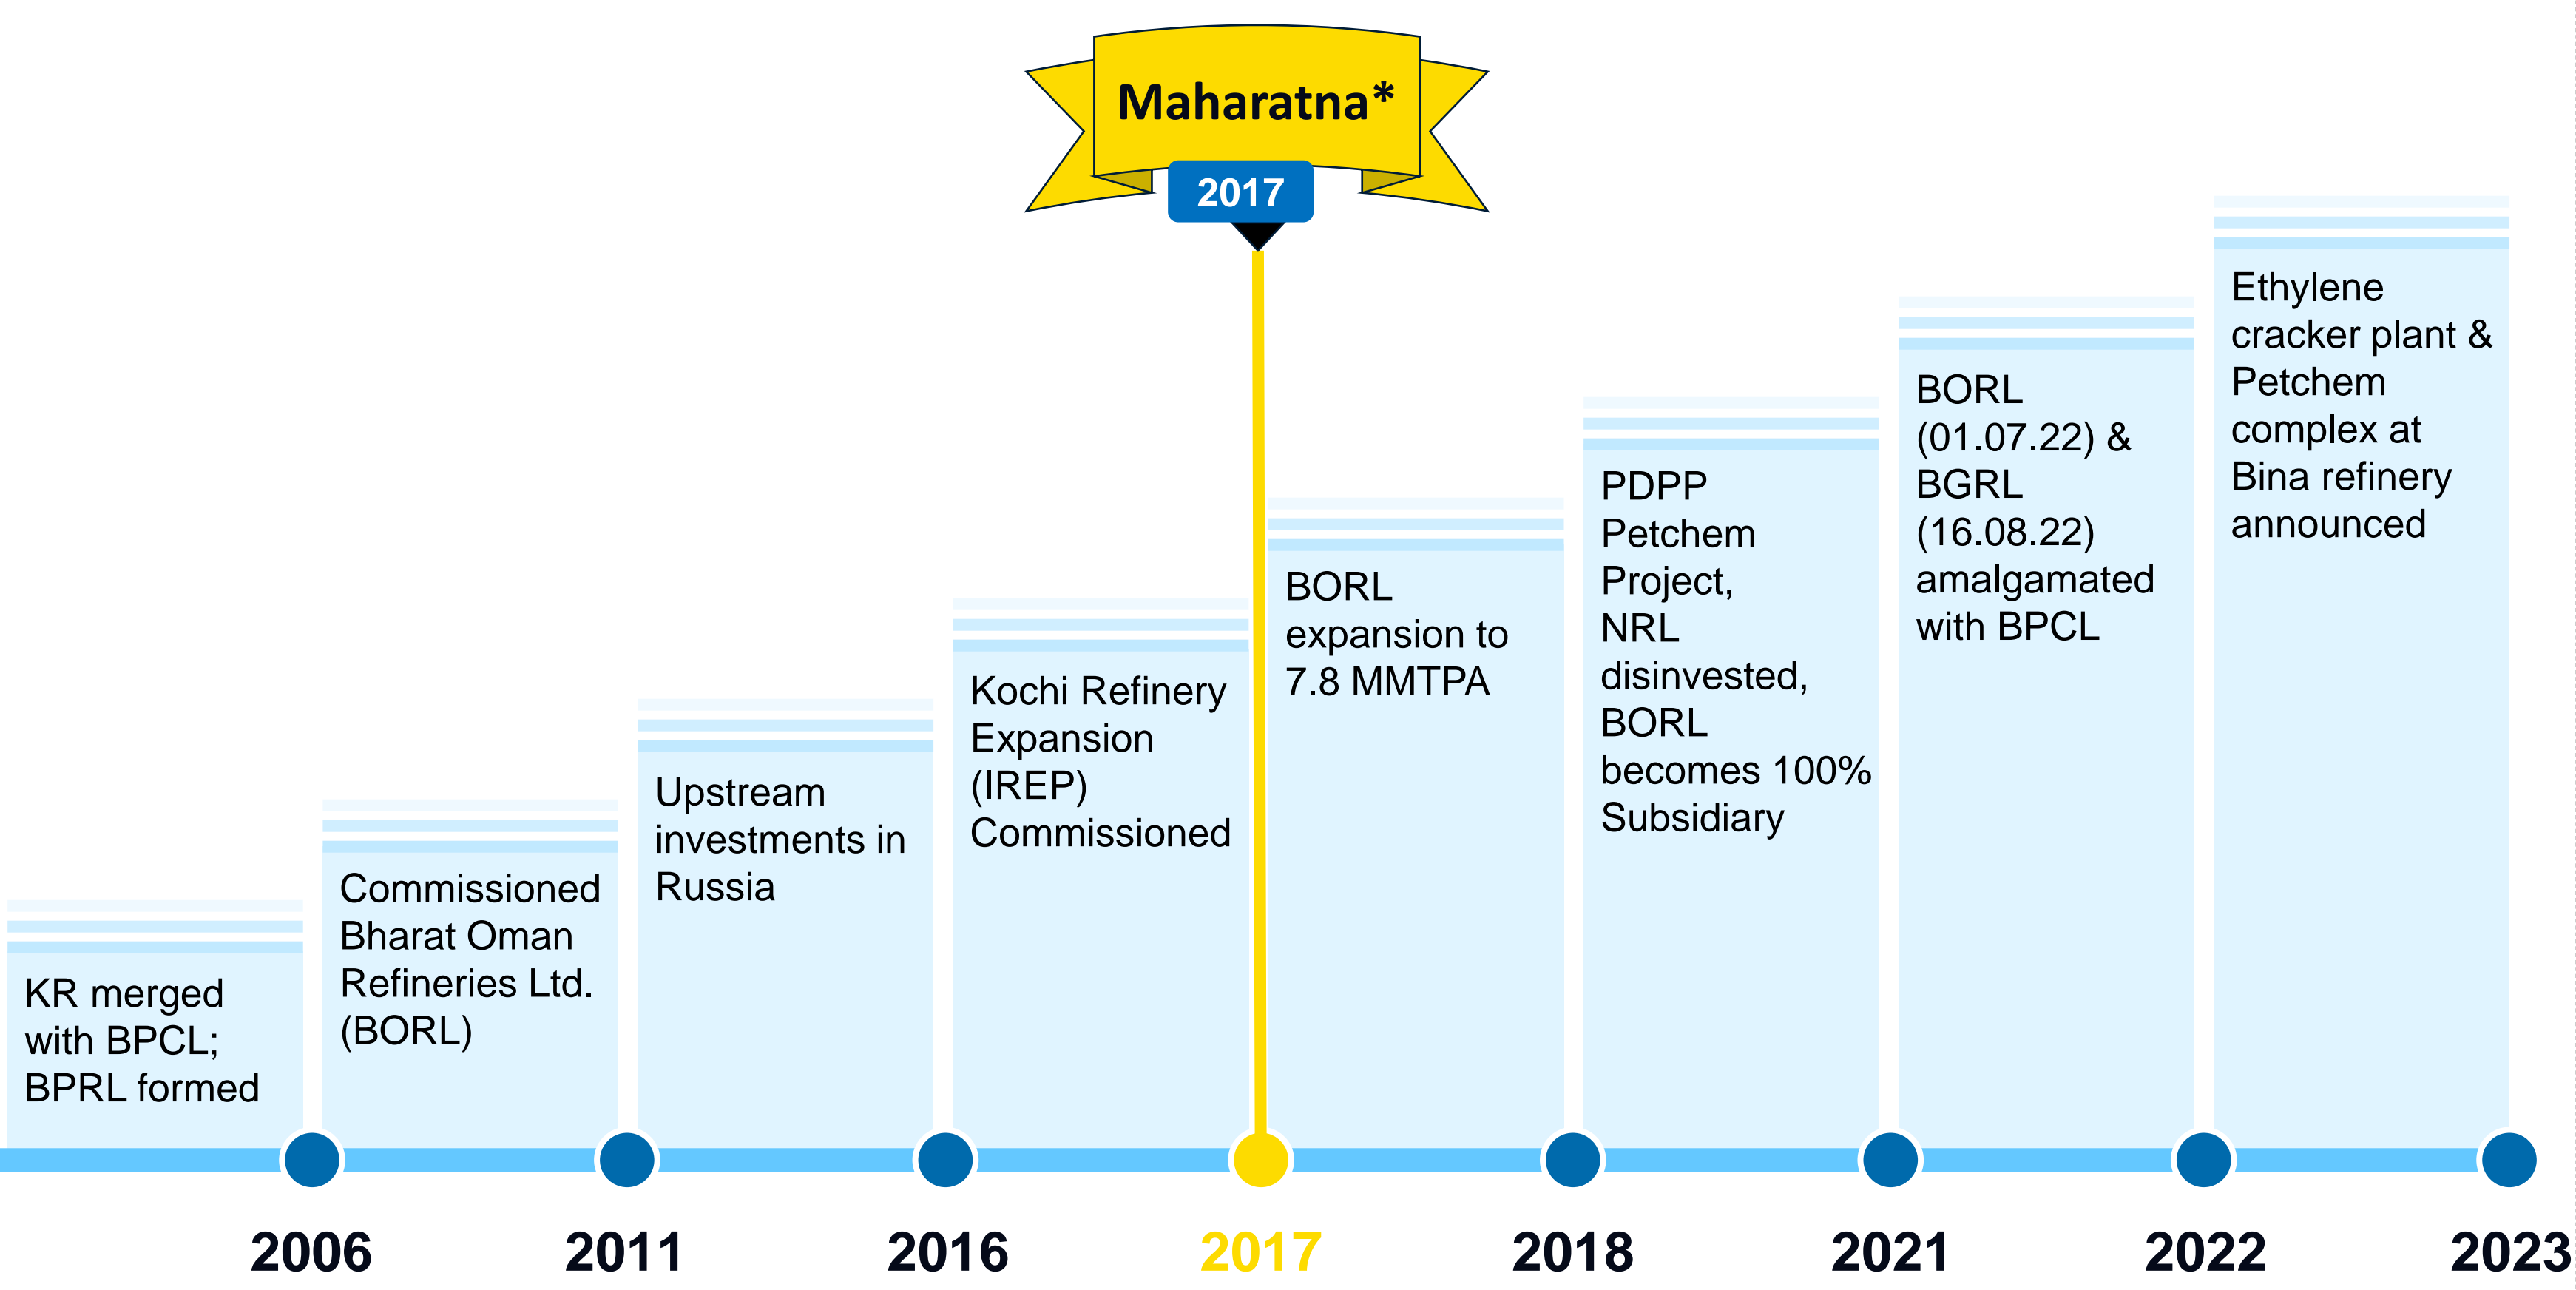 Maharatna*
2017
KR merged
with BPCL;
BPRL formed
Commissioned
Bharat Oman
Refineries Ltd.
(BORL)
Upstream
investments in
Russia
Kochi Refinery
Expansion
(IREP)
Commissioned
BORL
expansion to
7.8 MMTPA
PDPP
Petchem
Project,
NRL
disinvested,
BORL
becomes 100%
Subsidiary
BORL
(01.07.22) &
BGRL
(16.08.22)
amalgamated
with BPCL
Ethylene
cracker plant &
Petchem
complex at
Bina refinery
announced
2006
2011
2016
2017
2018
2021
2022
2023